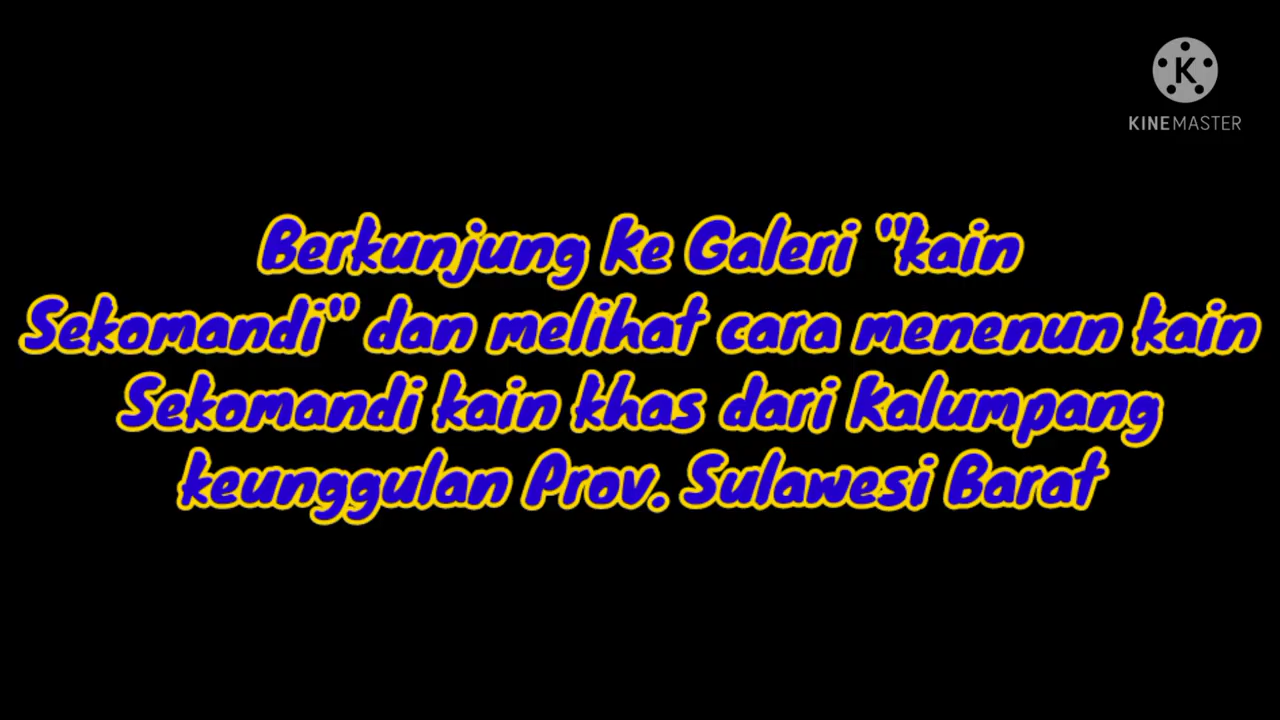 KINEMASTER
Berkunjung Ke Galeri "kain
Sekomandi" dan melihat cara menenun kain
Sekomandi kain khas dari Kalumpang
keunggulan Prov. Sulawesi Barat